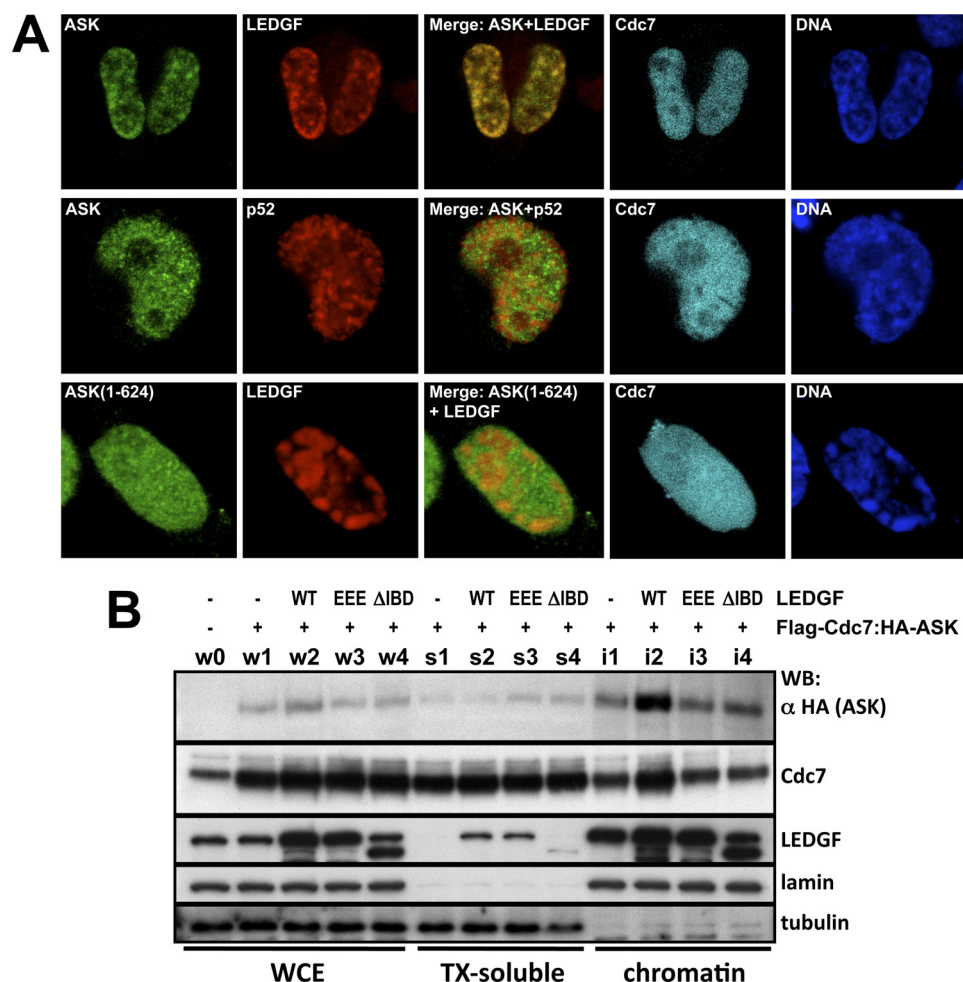 A
ASK LEDGF Merge: ASK+LEDGF Cdc7 DNA
ASK p52 Merge: ASK+p52 Cdc7 DNA
ASK(1-624) LEDGF Merge: ASK(1-624) Cdc7 DNA
+ LEDGF
B
- - WT EEE ΔIBD - WT EEE ΔIBD - WT EEE ΔIBD LEDGF
- + + + + + + + + + + + + Flag-Cdc7:HA-ASK
w0 w1 w2 w3 w4 s1 s2 s3 s4 i1 i2 i3 i4
WB:
α HA (ASK)
Cdc7
LEDGF
lamin
tubulin
WCE TX-soluble chromatin